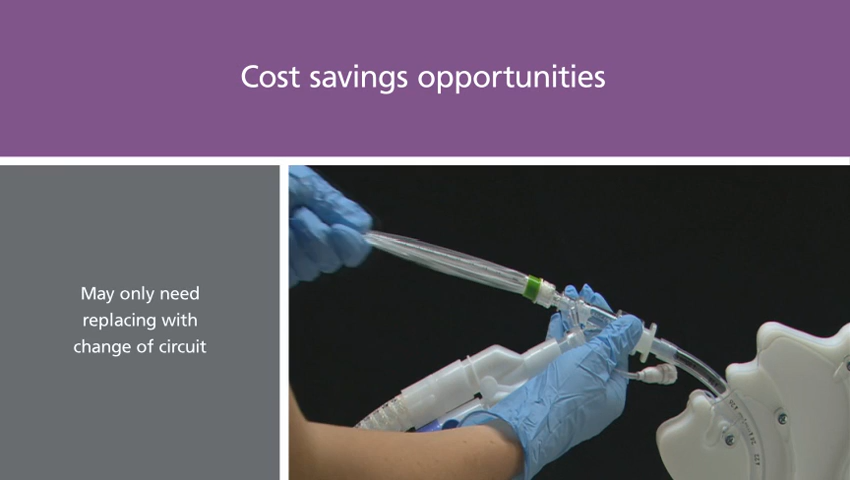 Cost savings opportunities
May only need
replacing with
change of circuit